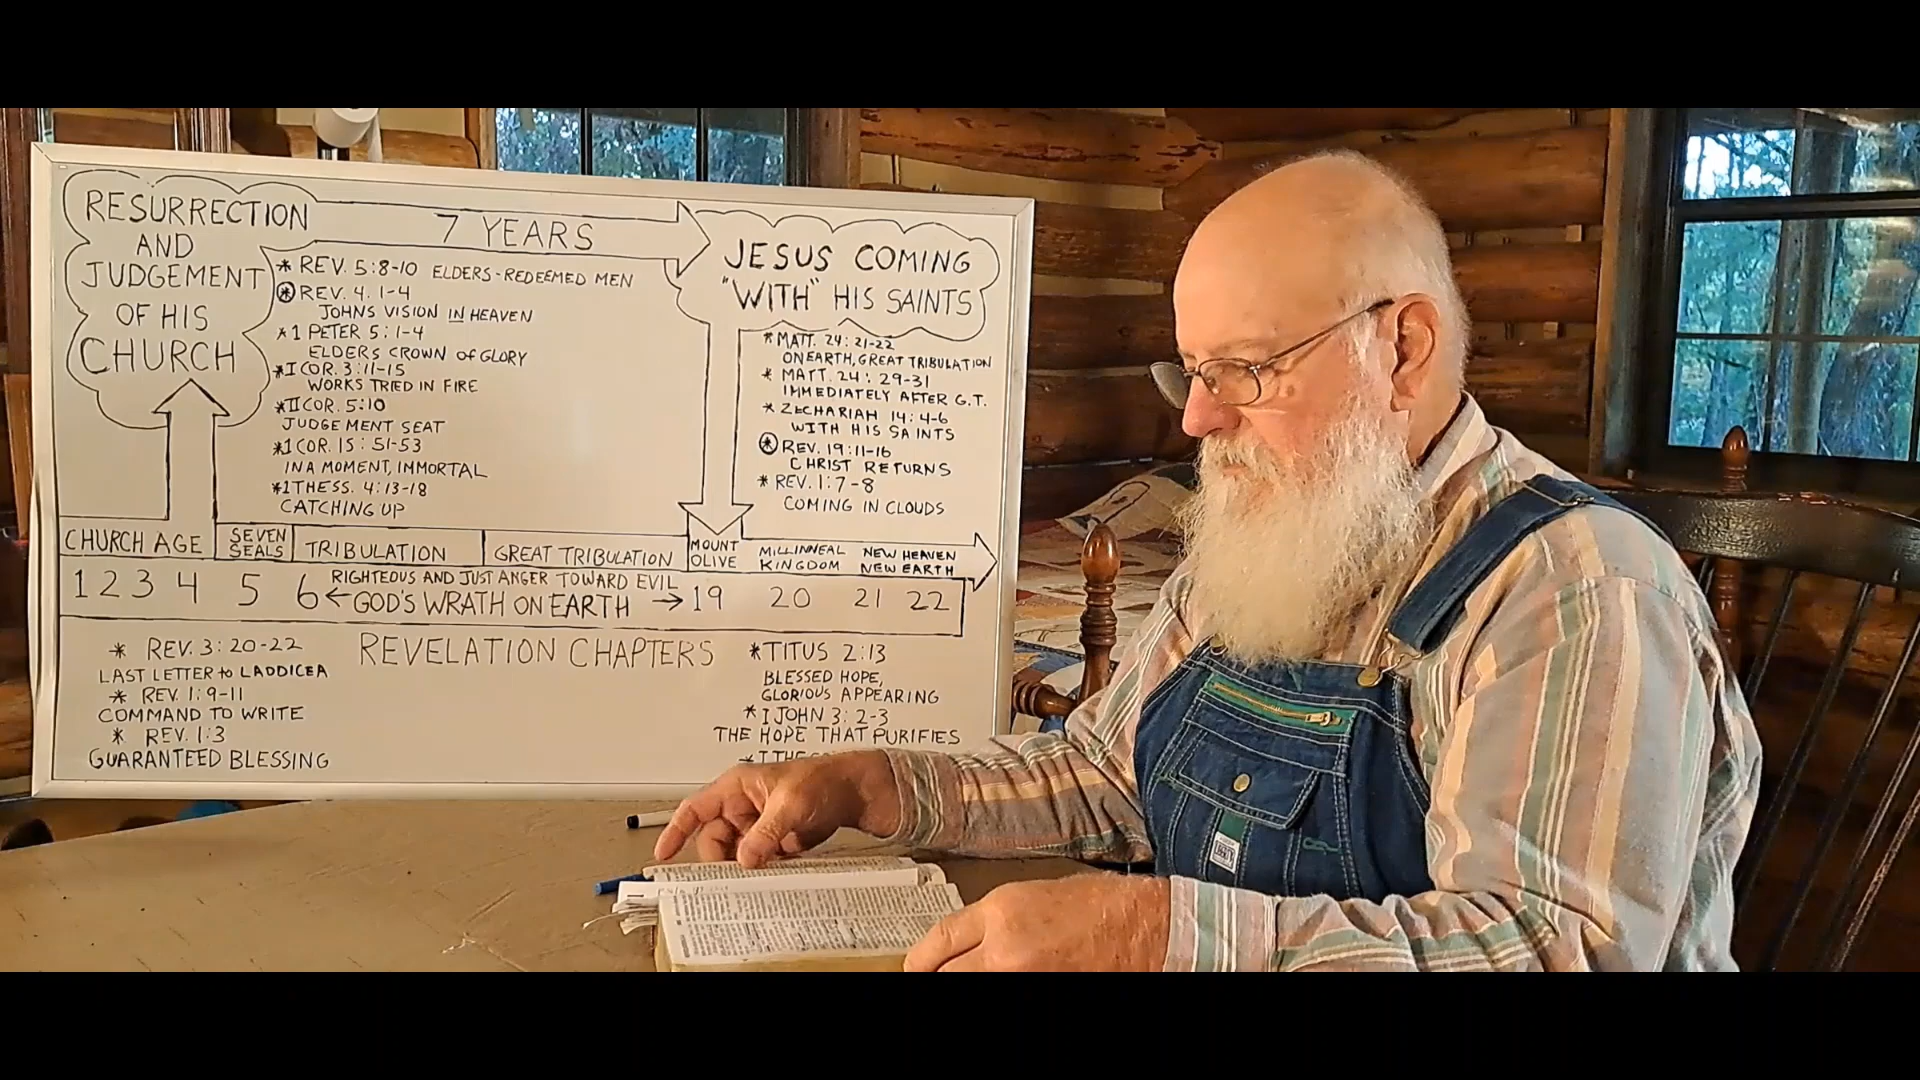 RESURRECTION
AND
JUDGEMENT
OF HIS
CHURCH
7 YEARS
JESUS COMING
"WITH" HIS SAINTS
* REV. 5:8-10 ELDERS-REDEEMED MEN
* REV. 4. 1-4
JOHNS VISION IN HEAVEN
* 1 PETER 5:1-4
ELDERS CROWN of GLORY
* I COR. 3:11-15
WORKS TRIED IN FIRE
* II COR. 5:10
JUDGEMENT SEAT
* 1 COR. 15:51-53
IN A MOMENT, IMMORTAL
* 1 THESS. 4:13-18
CATCHING UP
* MATT. 24:21-22
ON EARTH, GREAT TRIBULATION
* MATT. 24:29-31
IMMEDIATELY AFTER G.T.
* ZECHARIAH 14:4-6
WITH HIS SAINTS
* REV. 19:11-16
CHRIST RETURNS
* REV. 1:7-8
COMING IN CLOUDS
CHURCH AGE
SEVEN
SEALS
TRIBULATION
GREAT TRIBULATION
MOUNT
OLIVE
MILLINNEAL
KINGDOM
NEW HEAVEN
NEW EARTH
RIGHTEOUS AND JUST ANGER TOWARD EVIL
1 2 3 4 5 6 ← GOD'S WRATH ON EARTH → 19 20 21 22
REVELATION CHAPTERS
* REV. 3:20-22
LAST LETTER to LADDICEA
* REV. 1:9-11
COMMAND TO WRITE
* REV. 1:3
GUARANTEED BLESSING
* TITUS 2:13
BLESSED HOPE,
GLORIOUS APPEARING
* I JOHN 3:2-3
THE HOPE THAT PURIFIES